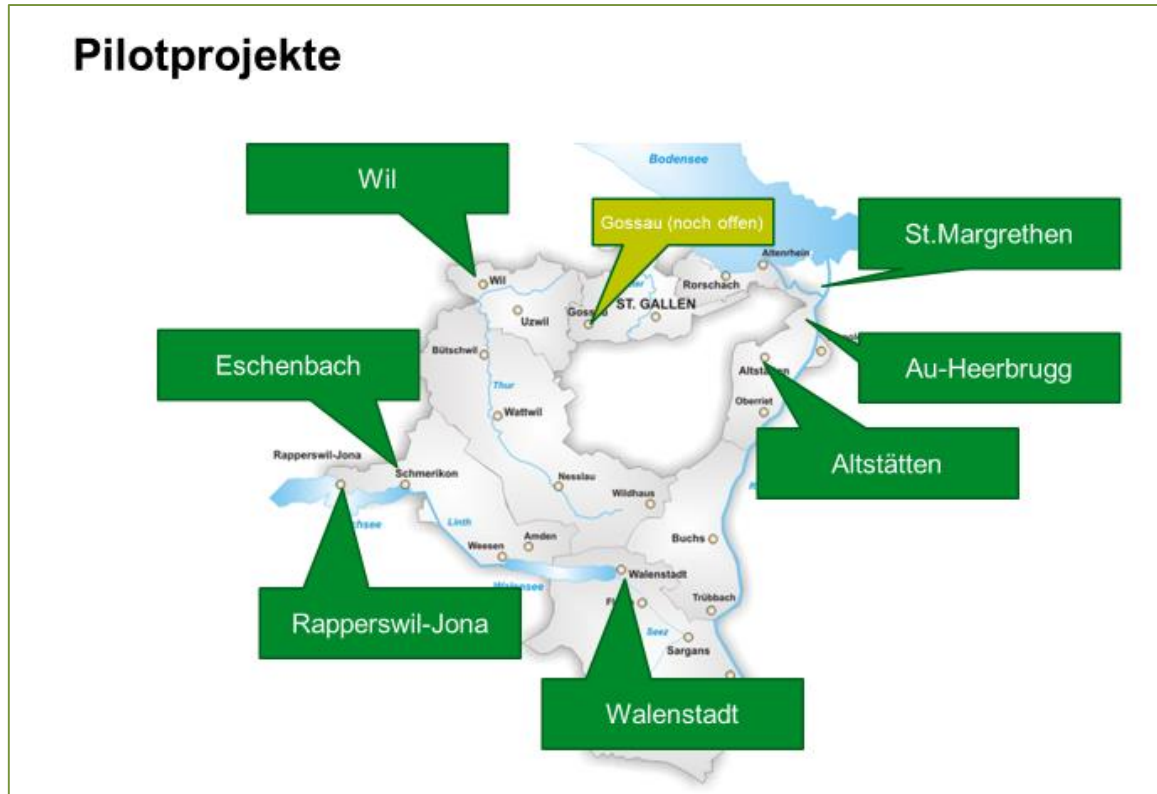 Pilotprojekte
Bodensee
Wil
Gossau (noch offen)
St.Margrethen
Altenrhein
Wil
Rorschach
ST. GALLEN
Uzwil
Bütschwil
Eschenbach
Au-Heerbrugg
Thur
Oberriet
Wattwil
Altstätten
Rapperswil-Jona
Schmerikon
Nesslau
Wildhaus
Linth
Amden
Buchs
Weesen
Walenstadt
Trübbach
Rapperswil-Jona
Seez
Sargans
Walenstadt